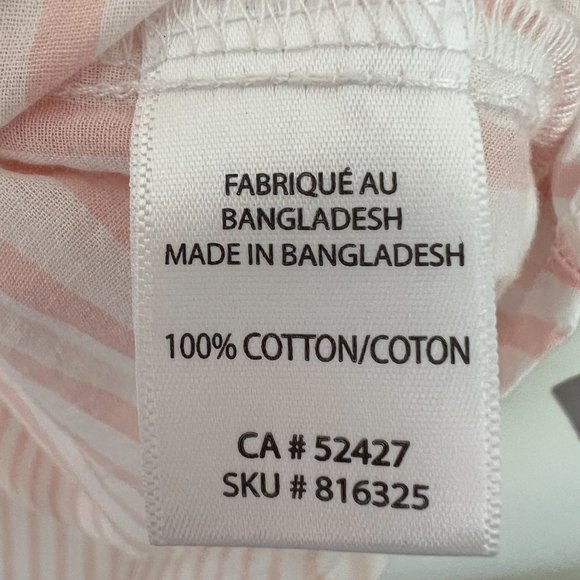 FABRIQUÉ AU
BANGLADESH
MADE IN BANGLADESH
100% COTTON/COTON
CA # 52427
SKU # 816325